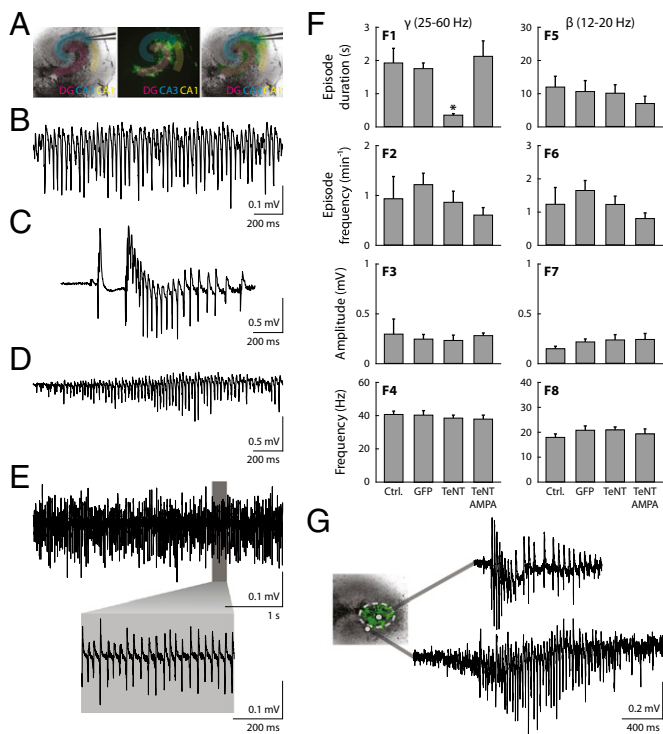 A
DG CA3 CA1
DG CA3 CA1
DG CA3 CA1
B
0.1 mV
200 ms
C
0.5 mV
200 ms
D
0.5 mV
200 ms
E
0.1 mV
1 s
0.1 mV
200 ms
F
γ (25-60 Hz)
β (12-20 Hz)
F1
Episode
duration (s)
2
1
0
*
F5
30
20
10
0
F2
Episode
frequency (min⁻¹)
2
1
0
F6
3
2
1
0
F3
Amplitude (mV)
1
0.5
0
F7
1
0.5
0
F4
Frequency (Hz)
60
40
20
0
Ctrl.
GFP
TeNT
TeNT
AMPA
F8
40
30
20
10
0
Ctrl.
GFP
TeNT
TeNT
AMPA
G
0.2 mV
400 ms